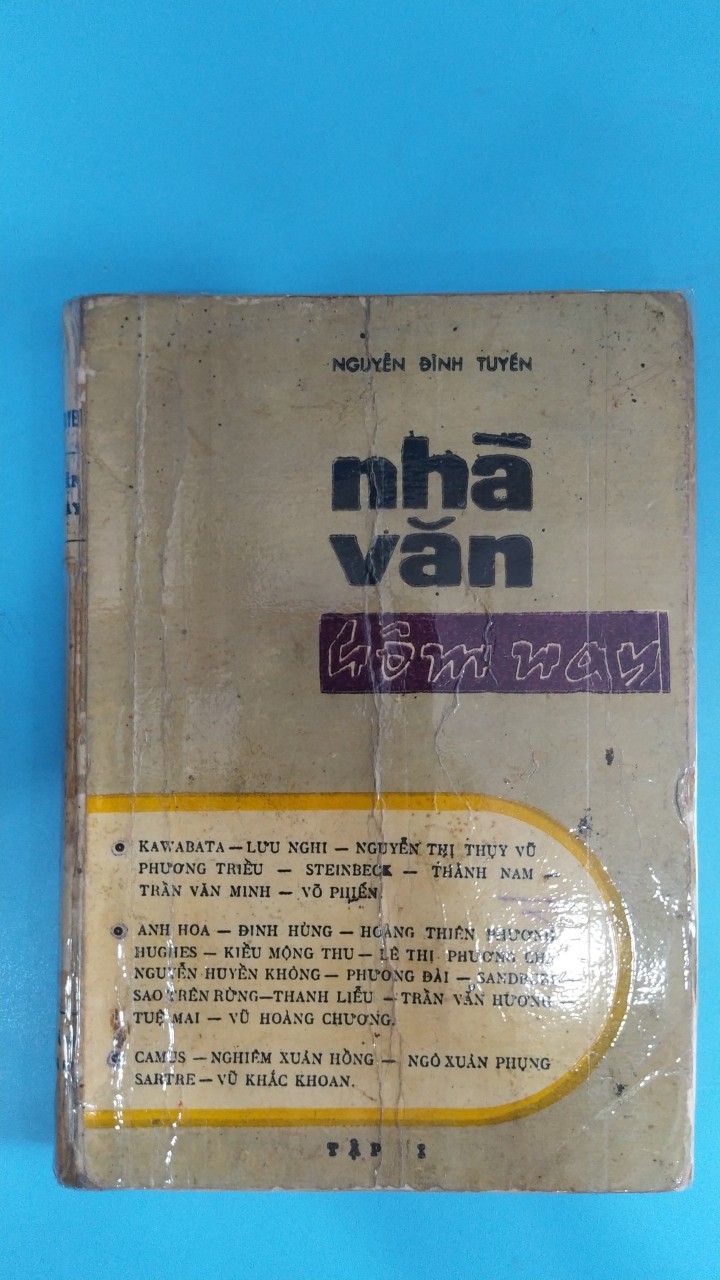 NGUYỄN ĐÌNH TUYẾN
nhà
văn
hôm nay
KAWABATA — LƯU NGHI — NGUYỄN THỊ THỤY VŨ
PHƯƠNG TRIỀU — STEINBECK — THÀNH NAM —
TRẦN VĂN MINH — VÕ PHIẾN.
ANH HOA — ĐINH HÙNG — HOÀNG THIÊN PHƯƠNG
HUGHES — KIỀU MỘNG THU — LÊ THỊ PHƯƠNG CHI
NGUYỄN HUYỀN KHÔNG — PHƯƠNG ĐÀI — SANDBURG —
SAO TRÊN RỪNG — THANH LIỄU — TRẦN VĂN HƯƠNG —
TUỆ MAI — VŨ HOÀNG CHƯƠNG.
CAMUS — NGHIÊM XUÂN HỒNG — NGÔ XUÂN PHỤNG
SARTRE — VŨ KHẮC KHOAN.
TẬP I